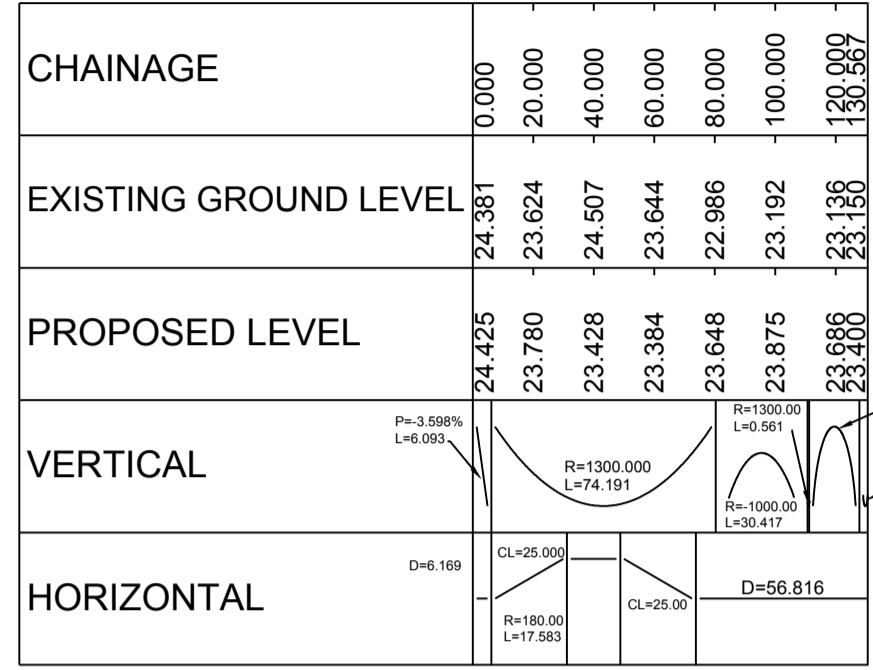 CHAINAGE
0.000
20.000
40.000
60.000
80.000
100.000
120.000
130.567
EXISTING GROUND LEVEL
24.381
23.624
24.507
23.644
22.986
23.192
23.136
23.150
PROPOSED LEVEL
24.425
23.780
23.428
23.384
23.648
23.875
23.686
23.400
VERTICAL
P=-3.598%
L=6.093
R=1300.000
L=74.191
R=1300.00
L=0.561
R=-1000.00
L=30.417
HORIZONTAL
D=6.169
CL=25.000
R=180.00
L=17.583
CL=25.00
D=56.816